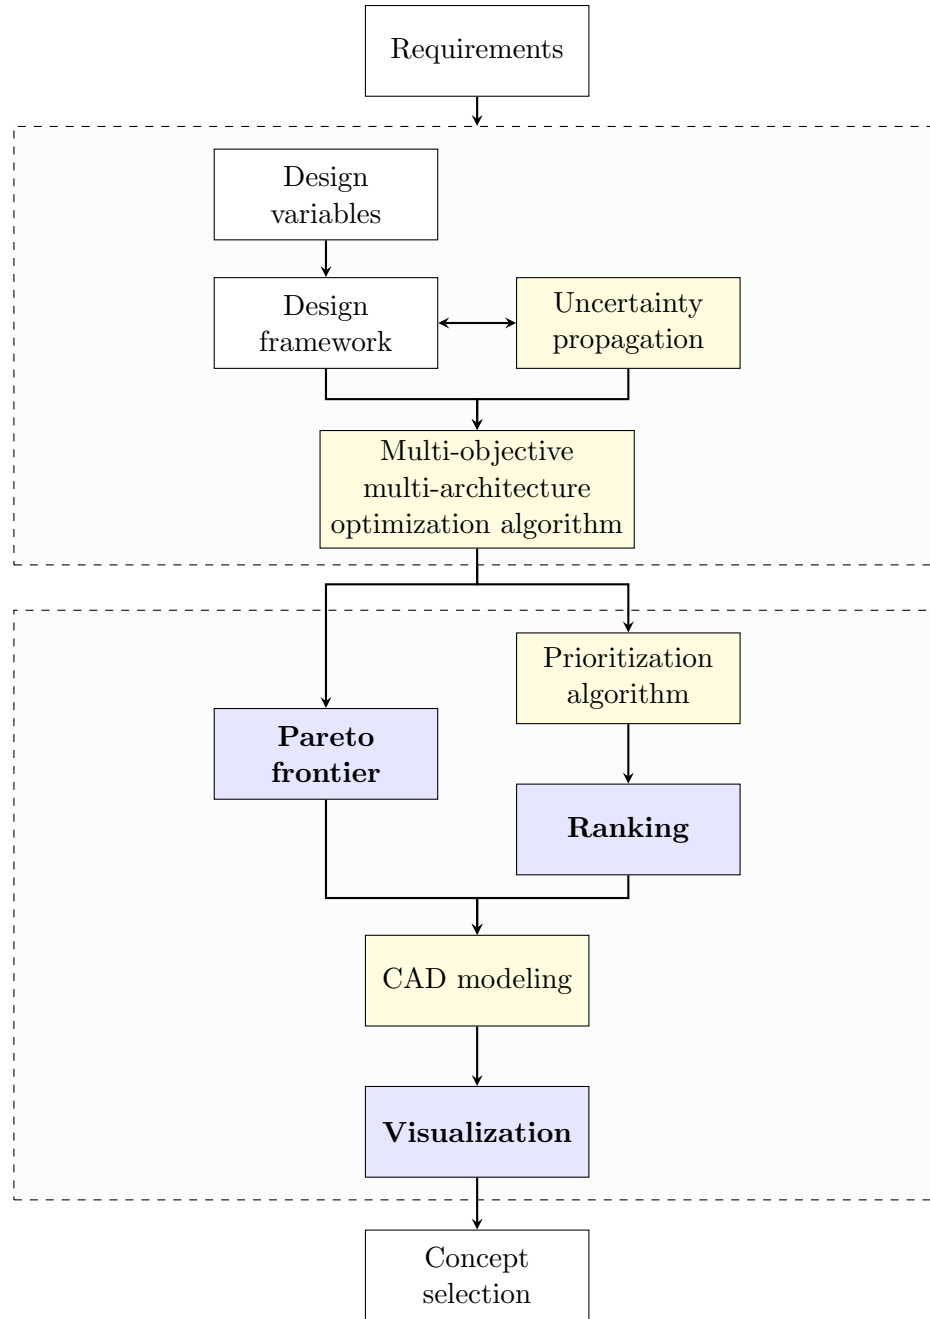 Requirements
Design
variables
Design
framework
Uncertainty
propagation
Multi-objective
multi-architecture
optimization algorithm
Prioritization
algorithm
Pareto
frontier
Ranking
CAD modeling
Visualization
Concept
selection